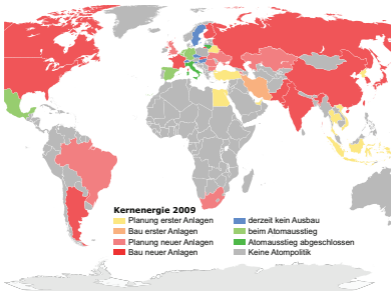 Kernenergie 2009
Planung erster Anlagen
Bau erster Anlagen
Planung neuer Anlagen
Bau neuer Anlagen
derzeit kein Ausbau
beim Atomausstieg
Atomausstieg abgeschlossen
Keine Atompolitik